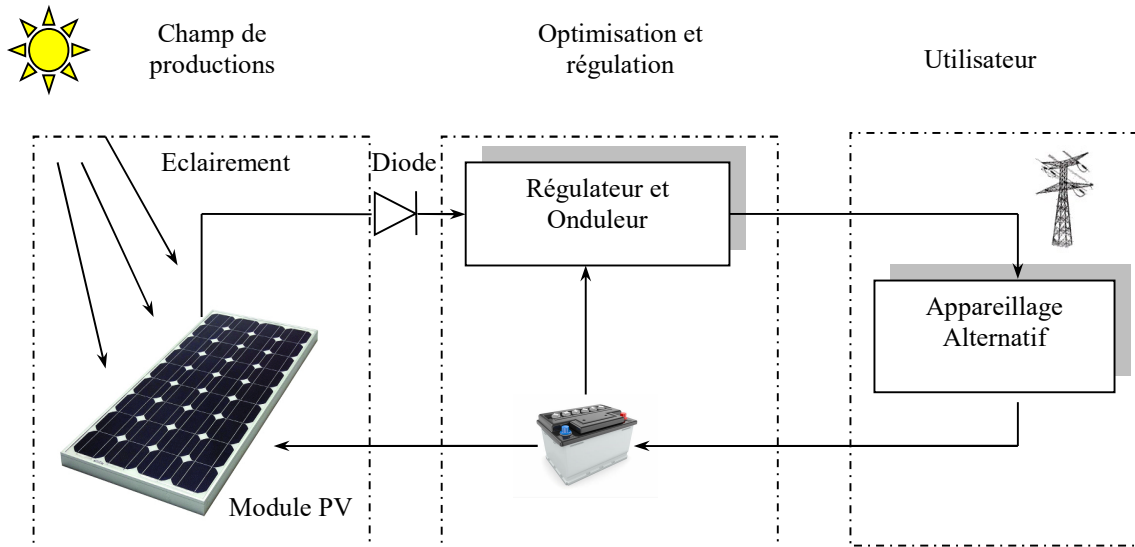 Champ de
productions
Optimisation et
régulation
Utilisateur
Eclairement
Diode
Régulateur et
Onduleur
Appareillage
Alternatif
Module PV